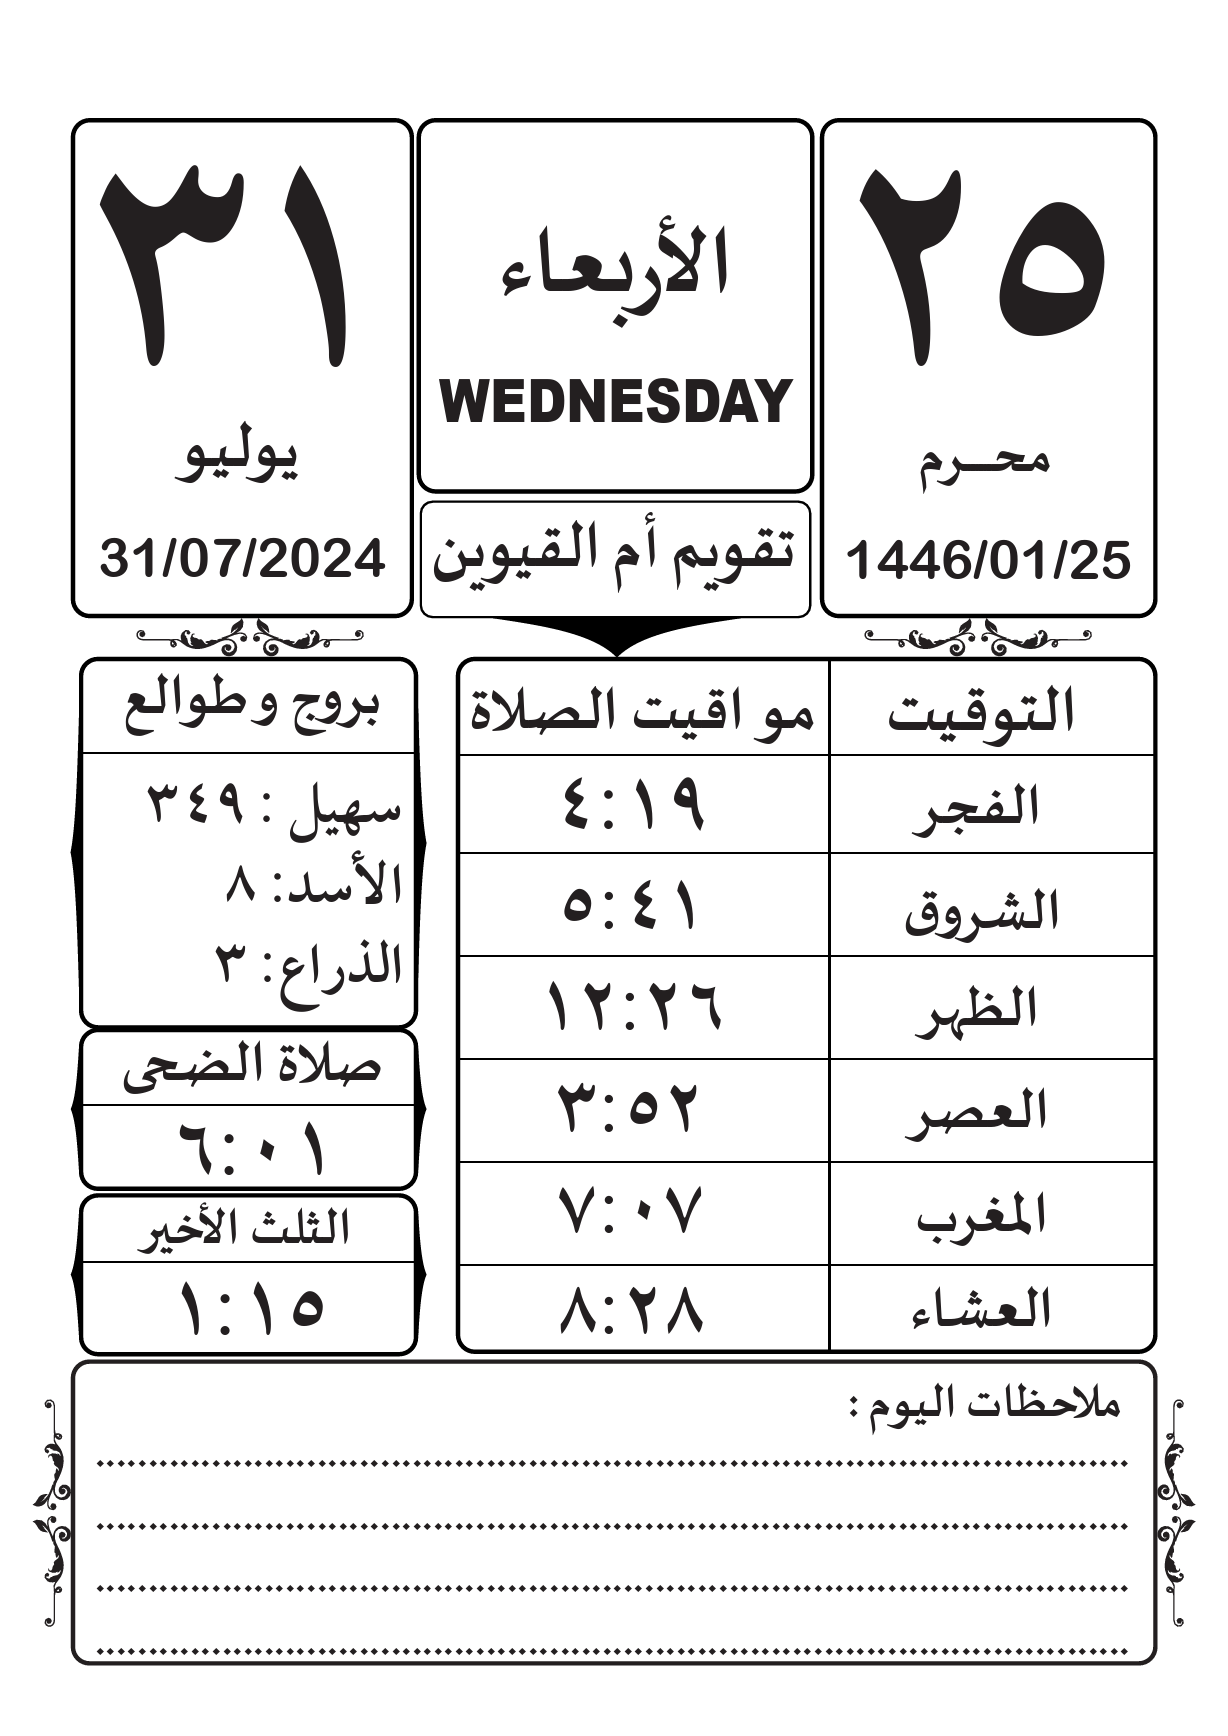 ٢٥
محـــرم
1446/01/25
الأربعاء
WEDNESDAY
٣١
يوليو
31/07/2024
تقويم أم القيوين
التوقيت مو اقيت الصلاة
الفجر ٤:١٩
الشروق ٥:٤١
الظهر ١٢:٢٦
العصر ٣:٥٢
المغرب ٧:٠٧
العشاء ٨:٢٨
بروج و طوالع
سهيل : ٣٤٩
الأسد: ٨
الذراع: ٣
صلاة الضحى
٦:٠١
الثلث الأخير
١:١٥
ملاحظات اليوم :